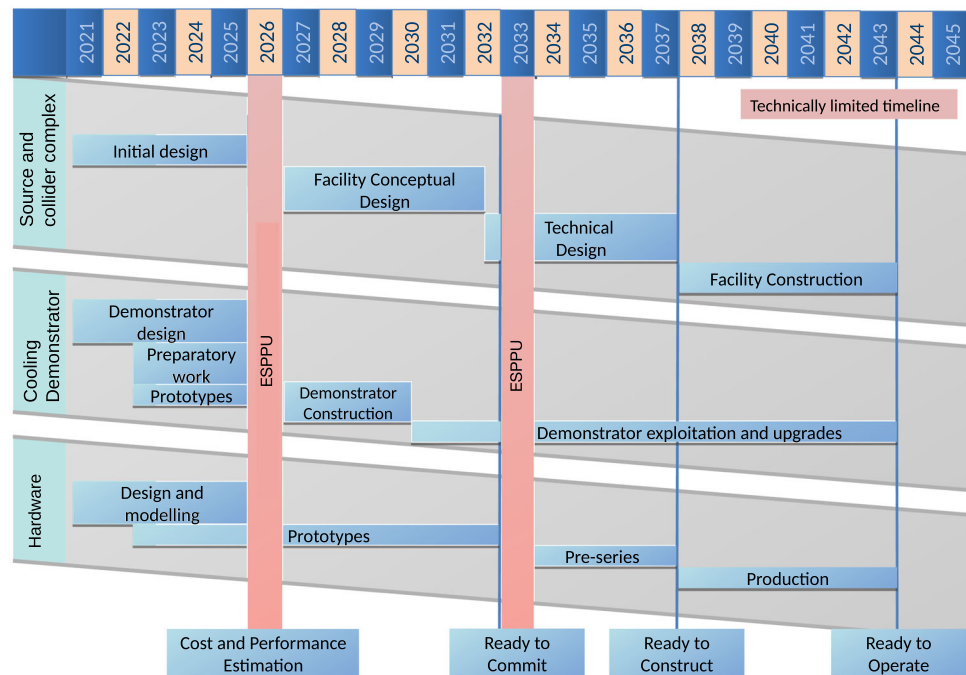 2021 2022 2023 2024 2025 2026 2027 2028 2029 2030 2031 2032 2033 2034 2035 2036 2037 2038 2039 2040 2041 2042 2043 2044 2045
Technically limited timeline
Source and
collider complex
Initial design
Facility Conceptual
Design
Technical
Design
Facility Construction
Cooling
Demonstrator
Demonstrator
design
Preparatory
work
Prototypes
ESPPU
Demonstrator
Construction
ESPPU
Demonstrator exploitation and upgrades
Hardware
Design and
modelling
Prototypes
Pre-series
Production
Cost and Performance
Estimation
Ready to
Commit
Ready to
Construct
Ready to
Operate